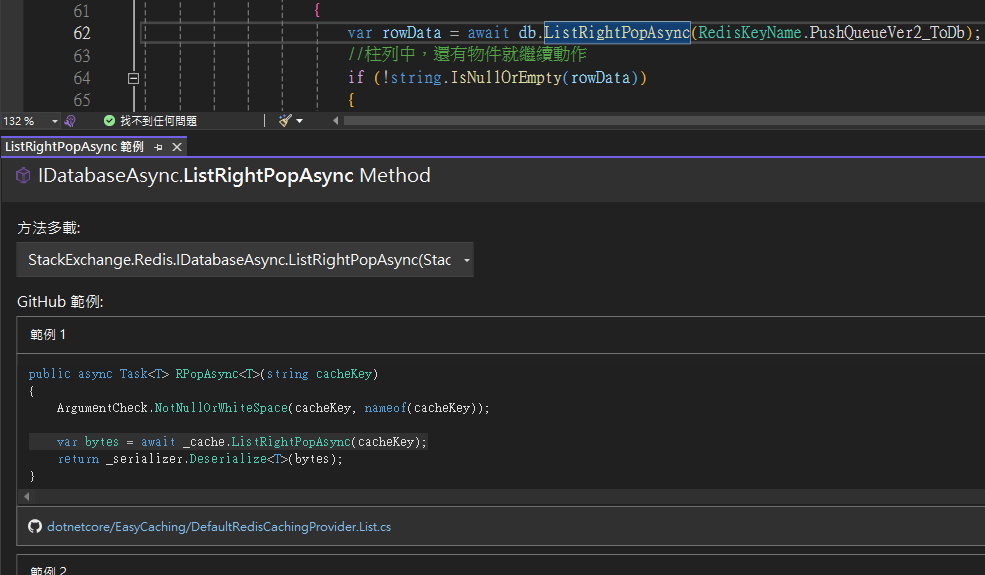 61 {
62 var rowData = await db.ListRightPopAsync(RedisKeyName.PushQueueVer2_ToDb);
63 //柱列中，還有物件就繼續動作
64 if (!string.IsNullOrEmpty(rowData))
65 {
132 % 找不到任何問題
ListRightPopAsync 範例
IDatabaseAsync.ListRightPopAsync Method
方法多載:
StackExchange.Redis.IDatabaseAsync.ListRightPopAsync(Stac
GitHub 範例:
範例 1
public async Task<T> RPopAsync<T>(string cacheKey)
{
ArgumentCheck.NotNullOrWhiteSpace(cacheKey, nameof(cacheKey));
var bytes = await _cache.ListRightPopAsync(cacheKey);
return _serializer.Deserialize<T>(bytes);
}
dotnetcore/EasyCaching/DefaultRedisCachingProvider.List.cs
範例 2